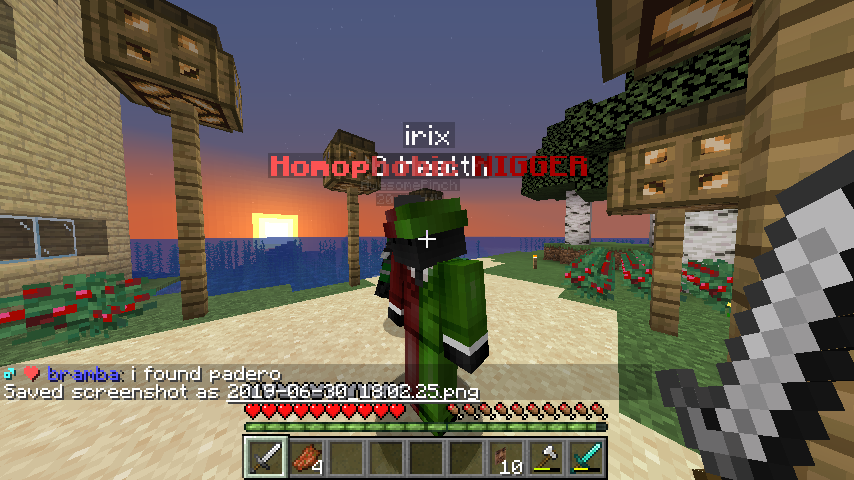 irix
Homophobic NIGGER
bramba: i found padero
Saved screenshot as 2019-06-30_18.02.25.png
4
10